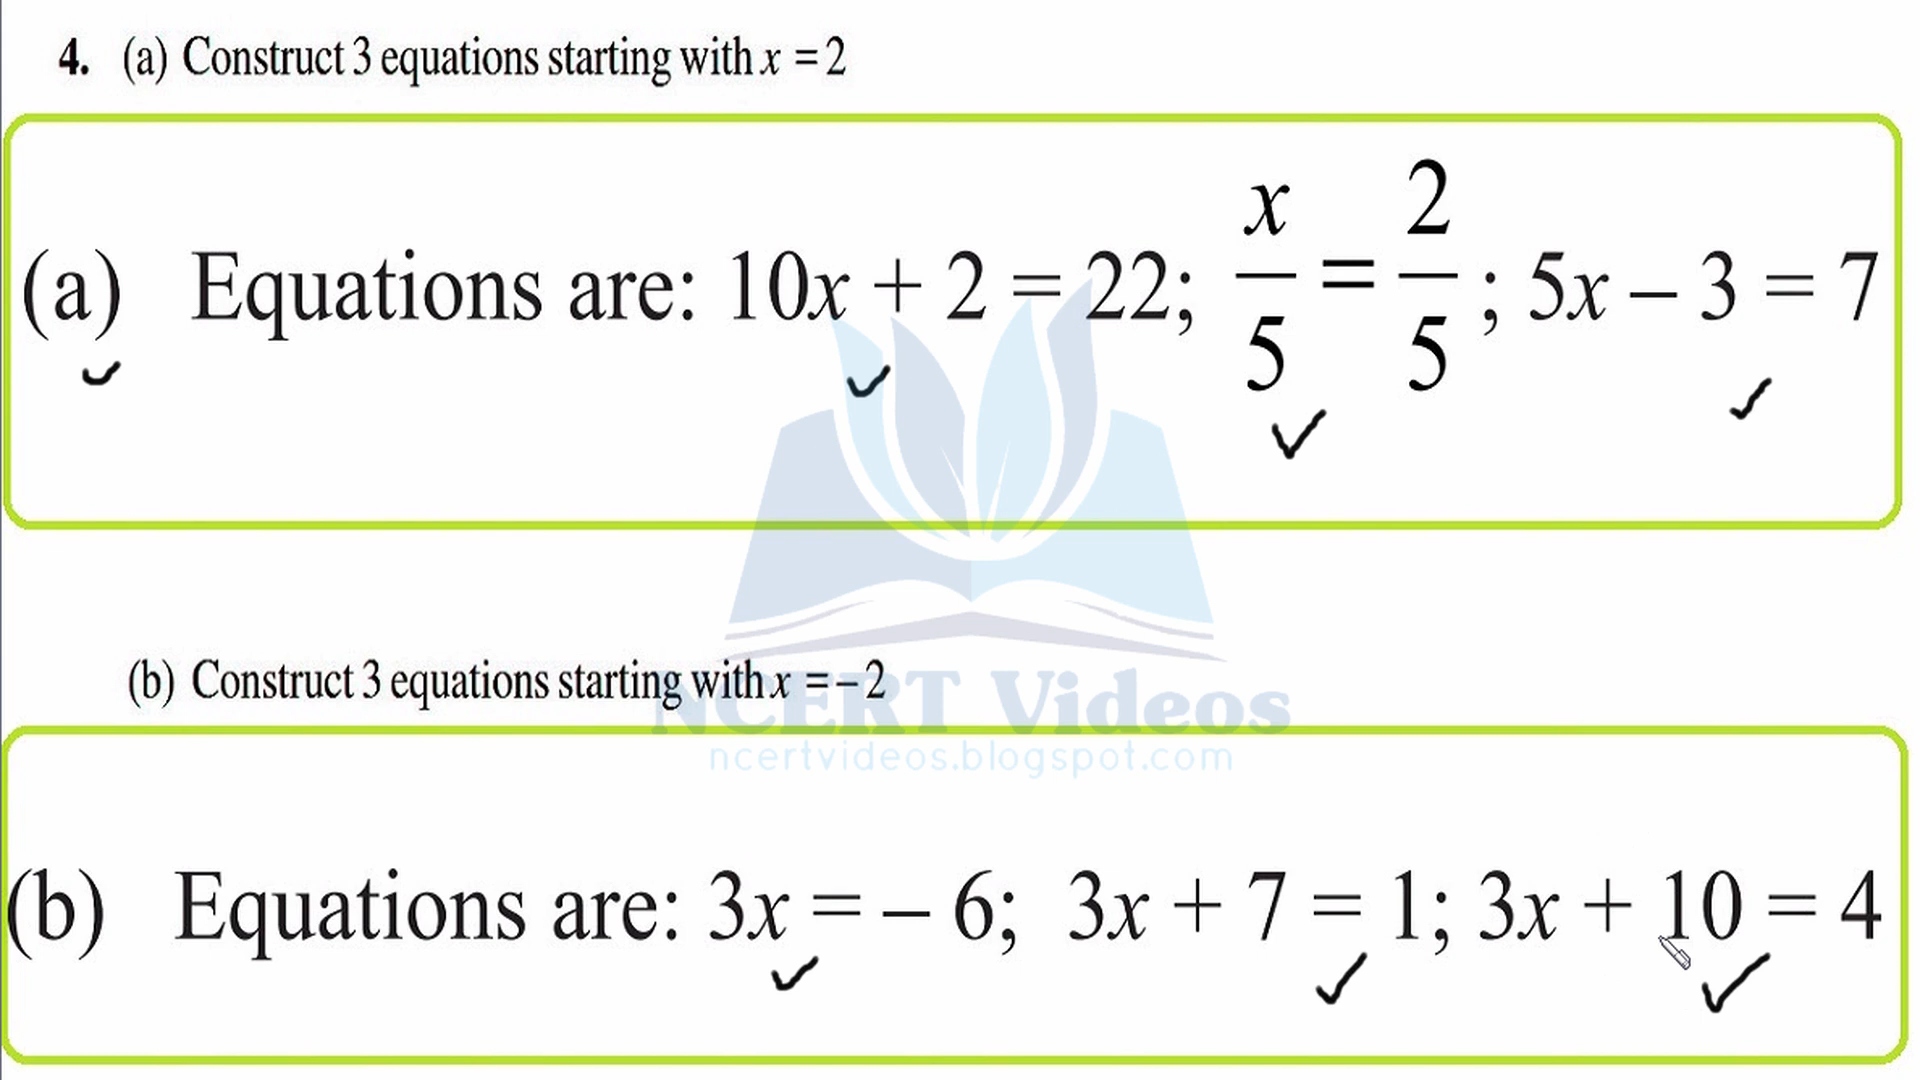 4. (a) Construct 3 equations starting with x = 2
(a) Equations are: 10x + 2 = 22; x/5 = 2/5 ; 5x – 3 = 7
(b) Construct 3 equations starting with x = – 2
NCERT Videos
ncertvideos.blogspot.com
(b) Equations are: 3x = – 6; 3x + 7 = 1; 3x + 10 = 4